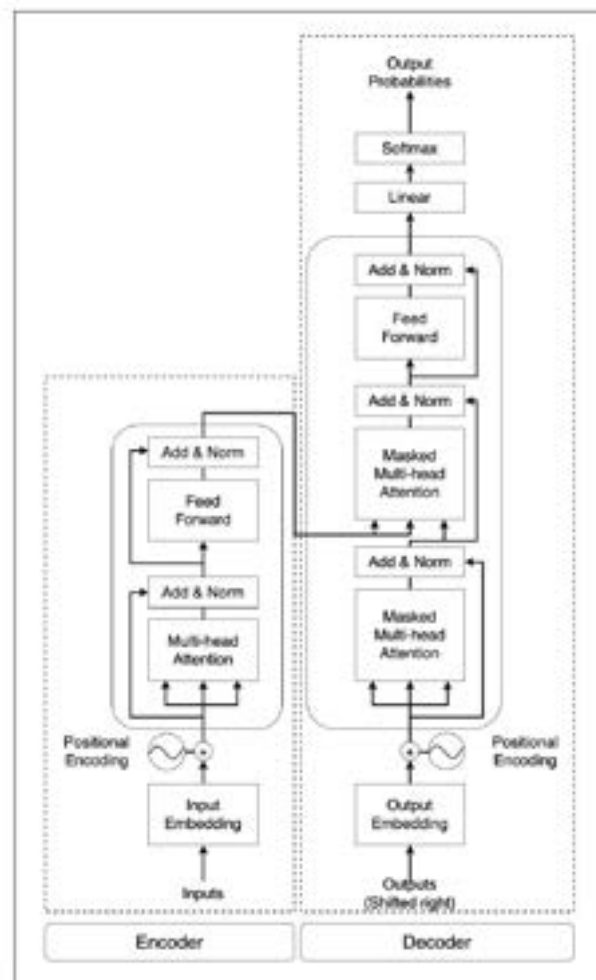 Output
Probabilities
Softmax
Linear
Add & Norm
Feed
Forward
Add & Norm
Masked
Multi-head
Attention
Add & Norm
Masked
Multi-head
Attention
Positional
Encoding
Output
Embedding
Outputs
(Shifted right)
Decoder
Add & Norm
Feed
Forward
Add & Norm
Multi-head
Attention
Positional
Encoding
Input
Embedding
Inputs
Encoder